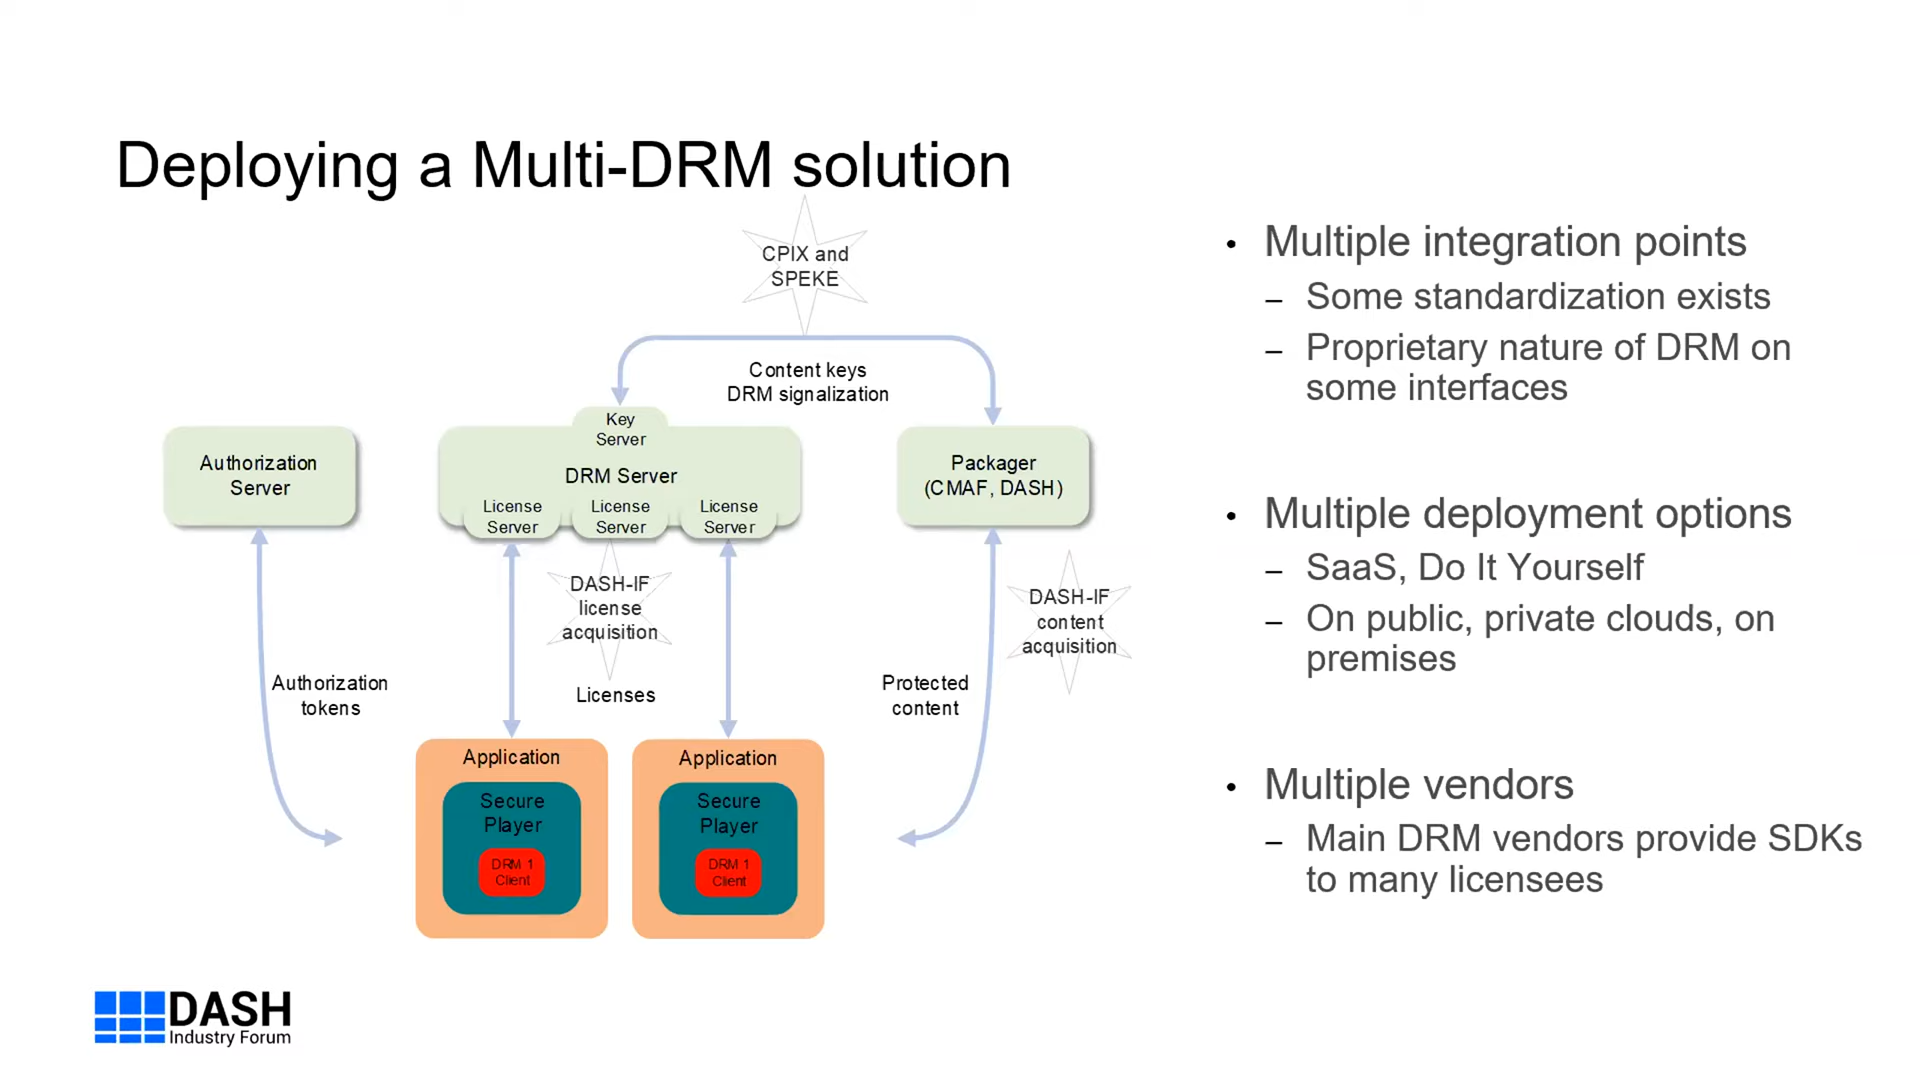 Deploying a Multi-DRM solution
CPIX and
SPEKE
Content keys
DRM signalization
Key
Server
Authorization
Server
DRM Server
License
Server
License
Server
License
Server
Packager
(CMAF, DASH)
DASH-IF
license
acquisition
DASH-IF
content
acquisition
Authorization
tokens
Licenses
Protected
content
Application
Secure
Player
DRM 1
Client
Application
Secure
Player
DRM 1
Client
• Multiple integration points
– Some standardization exists
– Proprietary nature of DRM on
some interfaces
• Multiple deployment options
– SaaS, Do It Yourself
– On public, private clouds, on
premises
• Multiple vendors
– Main DRM vendors provide SDKs
to many licensees
DASH
Industry Forum